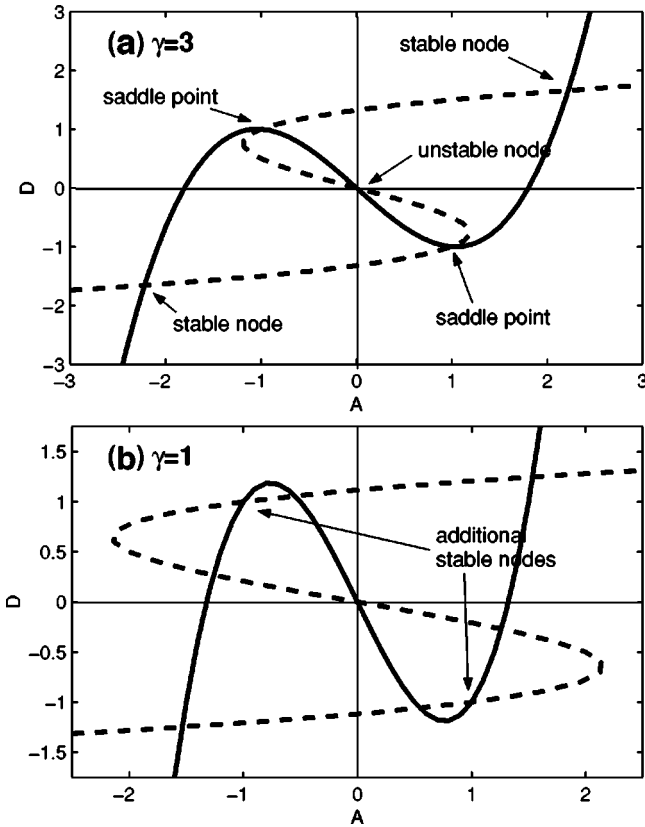 (a) γ=3
stable node
saddle point
unstable node
stable node
saddle point
3
2
1
0
−1
−2
−3
D
−3
−2
−1
0
1
2
3
A
(b) γ=1
additional
stable nodes
1.5
1
0.5
0
−0.5
−1
−1.5
D
−2
−1
0
1
2
A